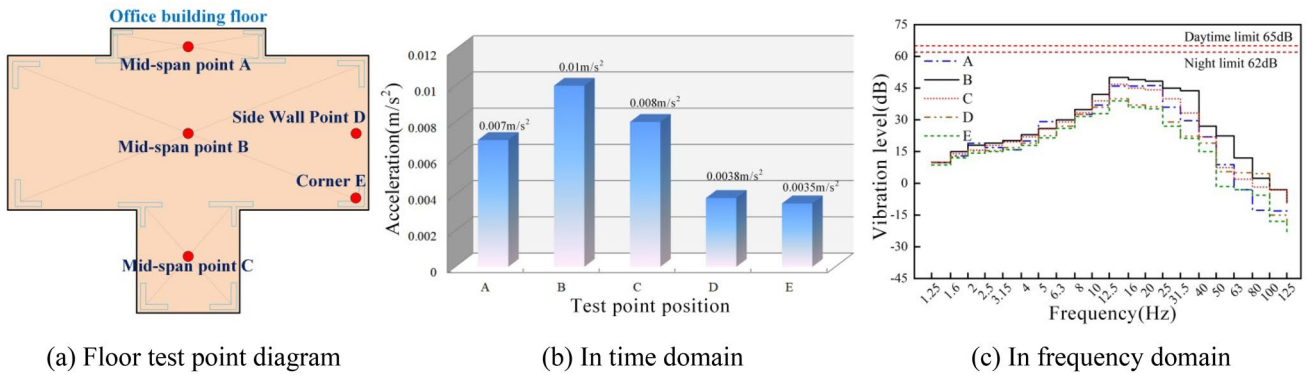 Office building floor
Mid-span point A
Side Wall Point D
Mid-span point B
Corner E
Mid-span point C
(a) Floor test point diagram
0.012
0.01
0.008
0.006
0.004
0.002
0
Acceleration(m/s²)
0.007m/s²
0.01m/s²
0.008m/s²
0.0038m/s²
0.0035m/s²
A B C D E
Test point position
(b) In time domain
75
60
45
30
15
0
-15
-30
-45
Vibration level(dB)
Daytime limit 65dB
Night limit 62dB
A
B
C
D
E
1.25 1.6 2 2.5 3.15 4 5 6.3 8 10 12.5 16 20 25 31.5 40 50 63 80 100 125
Frequency(Hz)
(c) In frequency domain